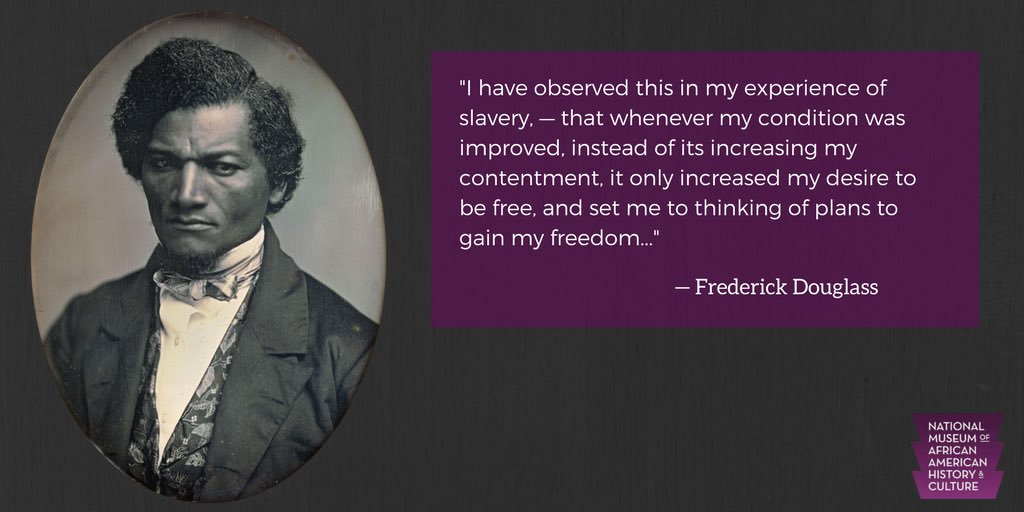 "I have observed this in my experience of
slavery, — that whenever my condition was
improved, instead of its increasing my
contentment, it only increased my desire to
be free, and set me to thinking of plans to
gain my freedom..."
— Frederick Douglass
NATIONAL
MUSEUM OF
AFRICAN
AMERICAN
HISTORY &
CULTURE